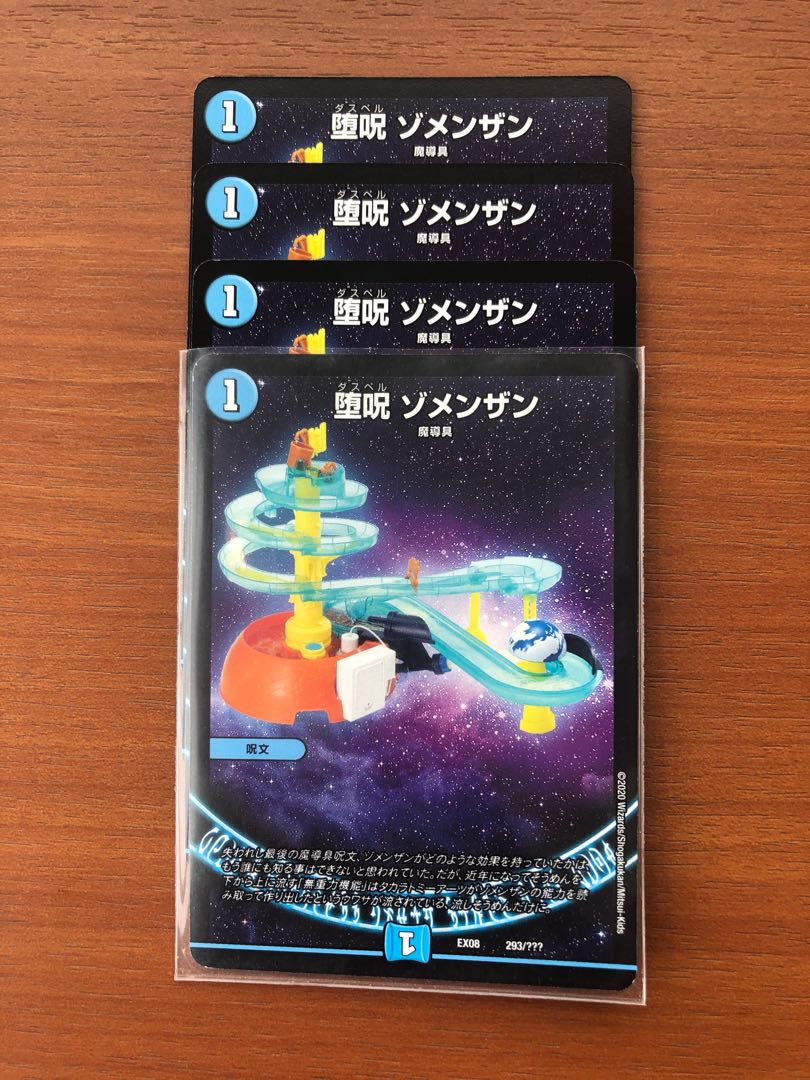 1
ダスペル
堕呪 ゾメンザン
魔導具
1
ダスペル
堕呪 ゾメンザン
魔導具
1
ダスペル
堕呪 ゾメンザン
魔導具
1
ダスペル
堕呪 ゾメンザン
魔導具
呪文
失われし最後の魔導具呪文、ゾメンザンがどのような効果を持っていたかは、
もう誰にも知る事はできないと思われていた。だが、近年になってそうめんを
下から上に流す「無重力機能」はタカラトミーアーツがゾメンザンの能力を読
み取って作り出したというウワサが流されている、流しそうめんだけに。
1
EX08 293/???
©2020 Wizards/Shogakukan/Mitsui-Kids